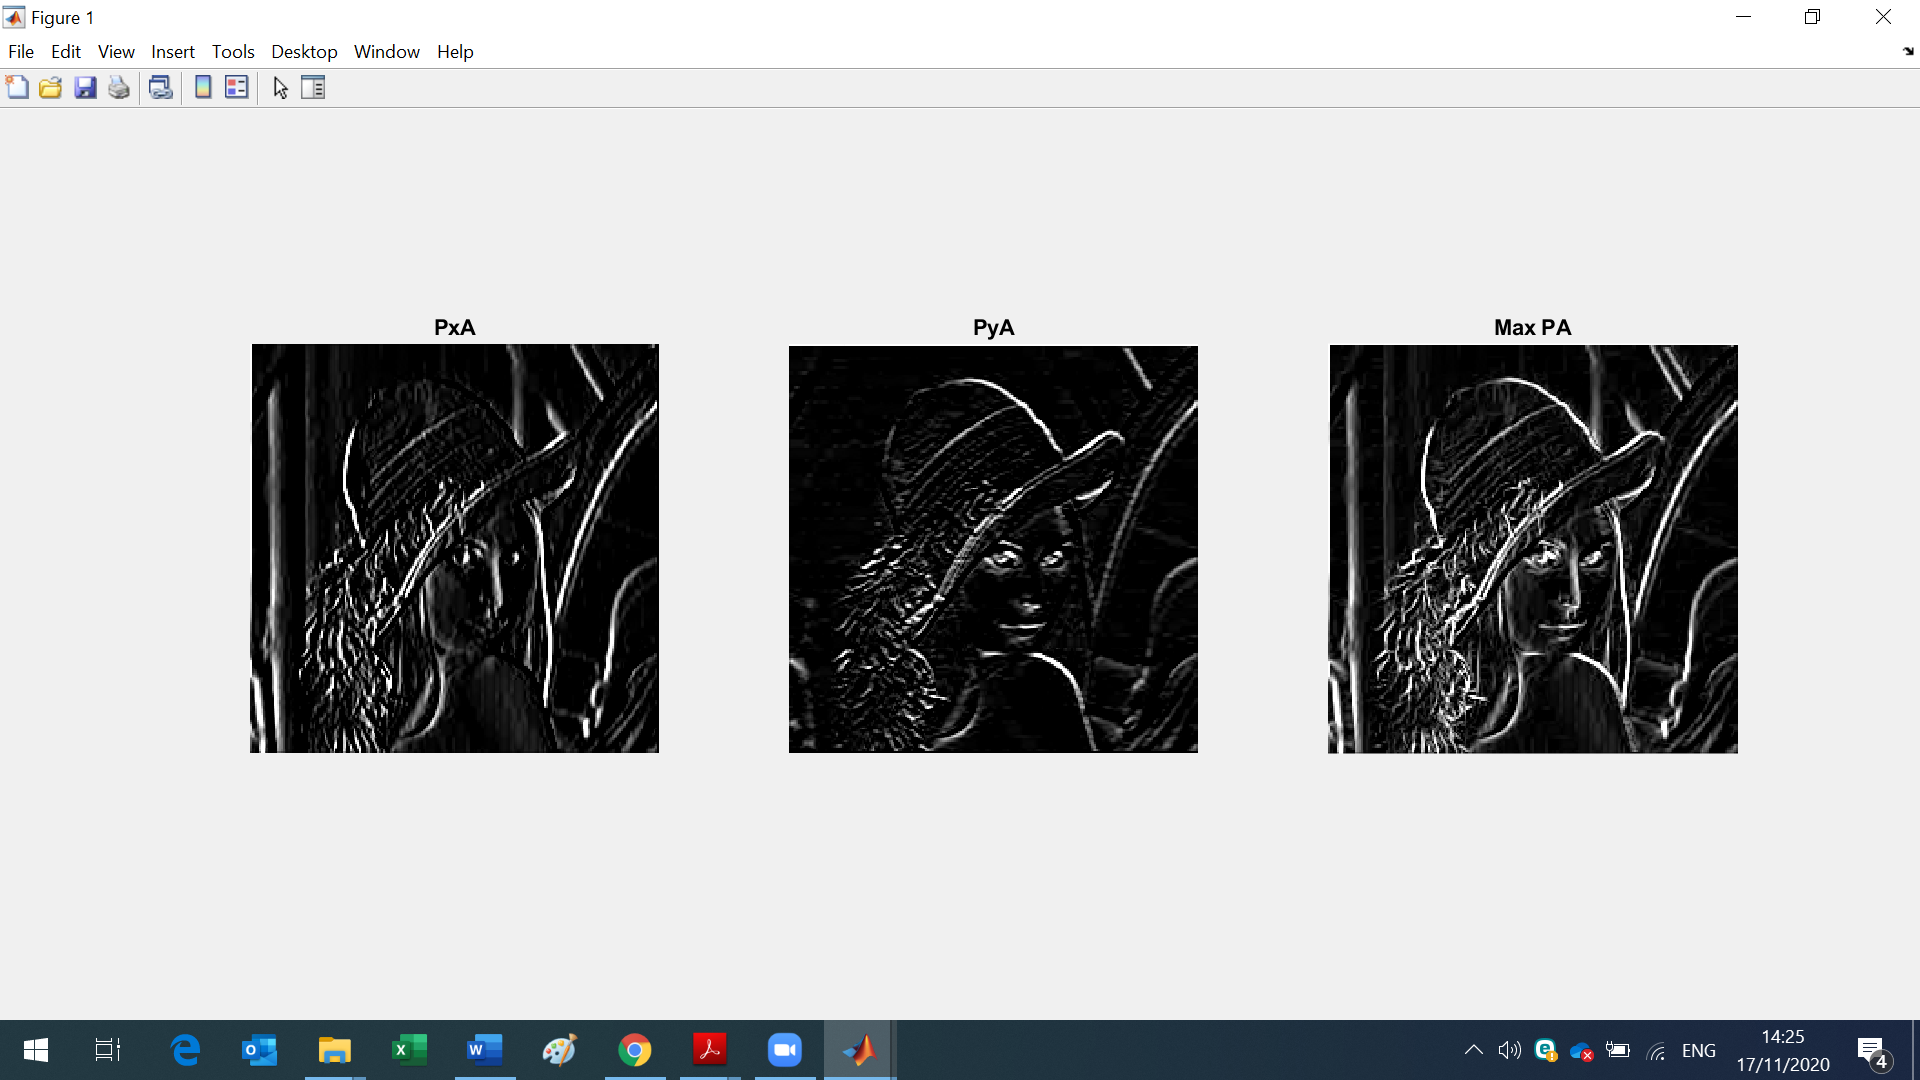 Figure 1
File Edit View Insert Tools Desktop Window Help
PxA
PyA
Max PA
ENG
14:25
17/11/2020
4